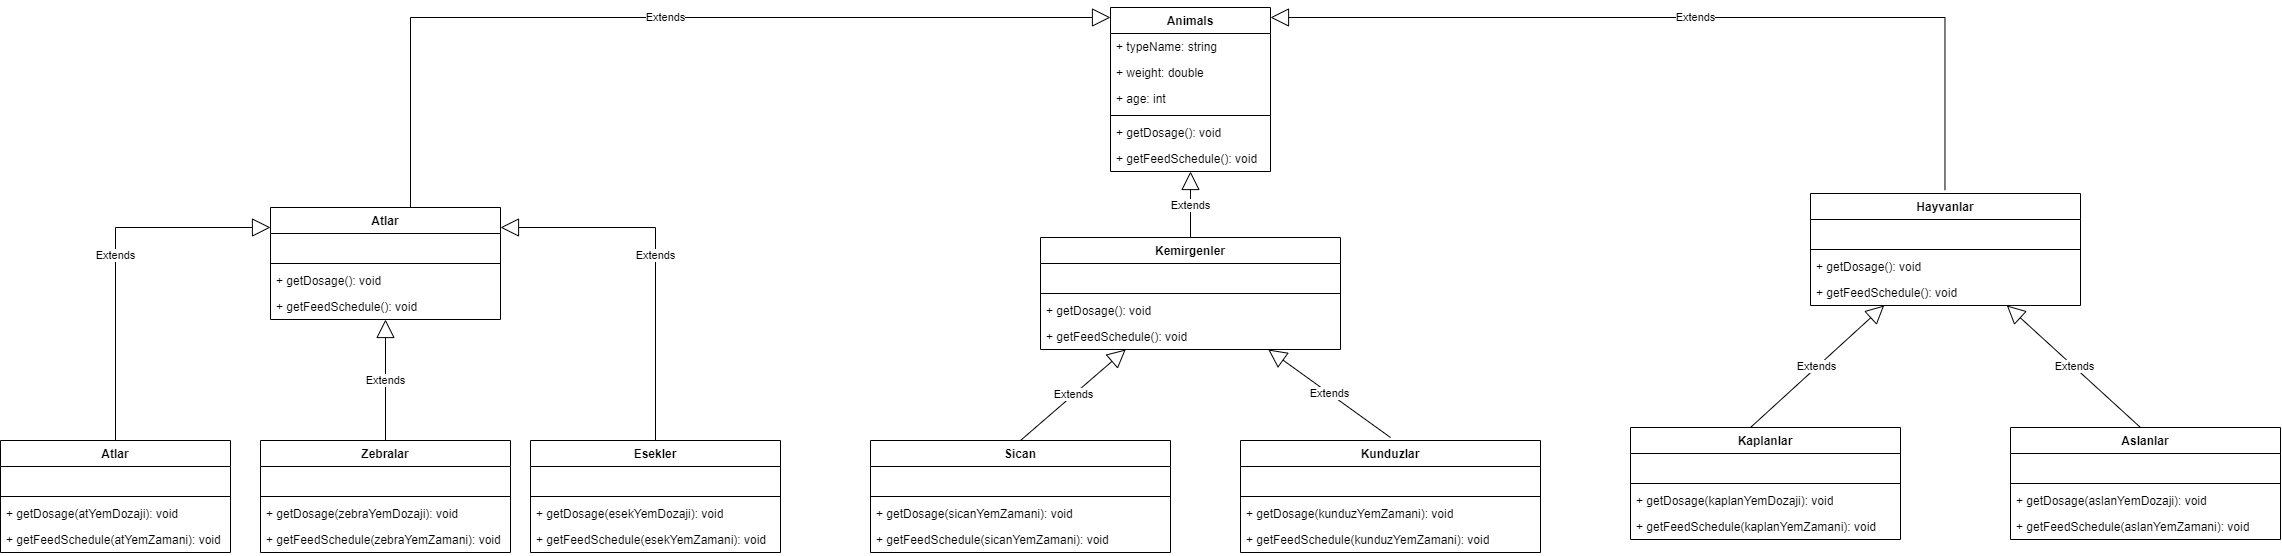 Extends
Extends
Animals
+ typeName: string
+ weight: double
+ age: int
+ getDosage(): void
+ getFeedSchedule(): void
Extends
Atlar
+ getDosage(): void
+ getFeedSchedule(): void
Extends
Extends
Extends
Kemirgenler
+ getDosage(): void
+ getFeedSchedule(): void
Extends
Extends
Hayvanlar
+ getDosage(): void
+ getFeedSchedule(): void
Extends
Extends
Atlar
+ getDosage(atYemDozaji): void
+ getFeedSchedule(atYemZamani): void
Zebralar
+ getDosage(zebraYemDozaji): void
+ getFeedSchedule(zebraYemZamani): void
Esekler
+ getDosage(esekYemDozaji): void
+ getFeedSchedule(esekYemZamani): void
Sican
+ getDosage(sicanYemZamani): void
+ getFeedSchedule(sicanYemZamani): void
Kunduzlar
+ getDosage(kunduzYemZamani): void
+ getFeedSchedule(kunduzYemZamani): void
Kaplanlar
+ getDosage(kaplanYemDozaji): void
+ getFeedSchedule(kaplanYemZamani): void
Aslanlar
+ getDosage(aslanYemDozaji): void
+ getFeedSchedule(aslanYemZamani): void